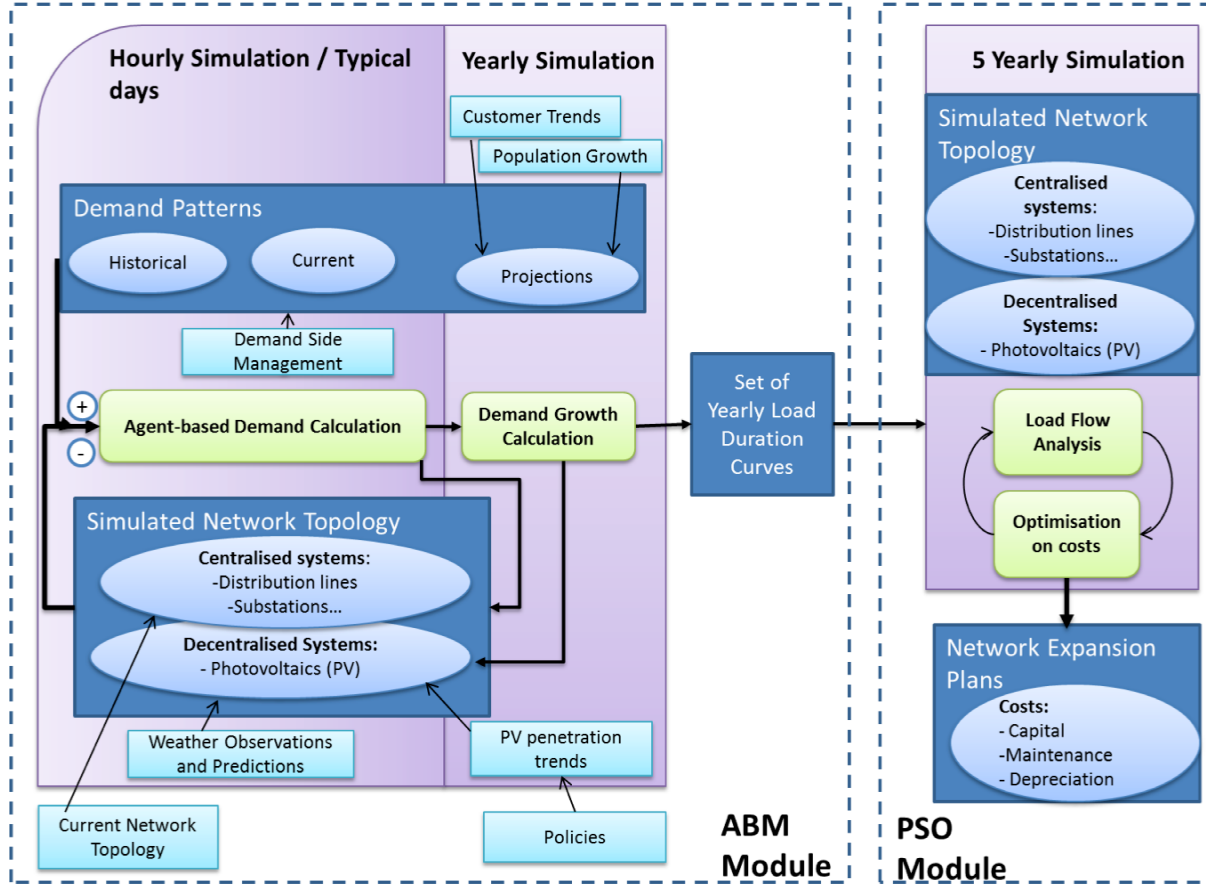 Hourly Simulation / Typical
days
Yearly Simulation
Customer Trends
Population Growth
Demand Patterns
Historical
Current
Projections
Demand Side
Management
+
-
Agent-based Demand Calculation
Demand Growth
Calculation
Set of
Yearly Load
Duration
Curves
Simulated Network Topology
Centralised systems:
-Distribution lines
-Substations...
Decentralised Systems:
- Photovoltaics (PV)
Weather Observations
and Predictions
PV penetration
trends
Current Network
Topology
Policies
ABM
Module
5 Yearly Simulation
Simulated Network
Topology
Centralised
systems:
-Distribution lines
-Substations...
Decentralised
Systems:
- Photovoltaics (PV)
Load Flow
Analysis
Optimisation
on costs
Network Expansion
Plans
Costs:
- Capital
-Maintenance
- Depreciation
PSO
Module